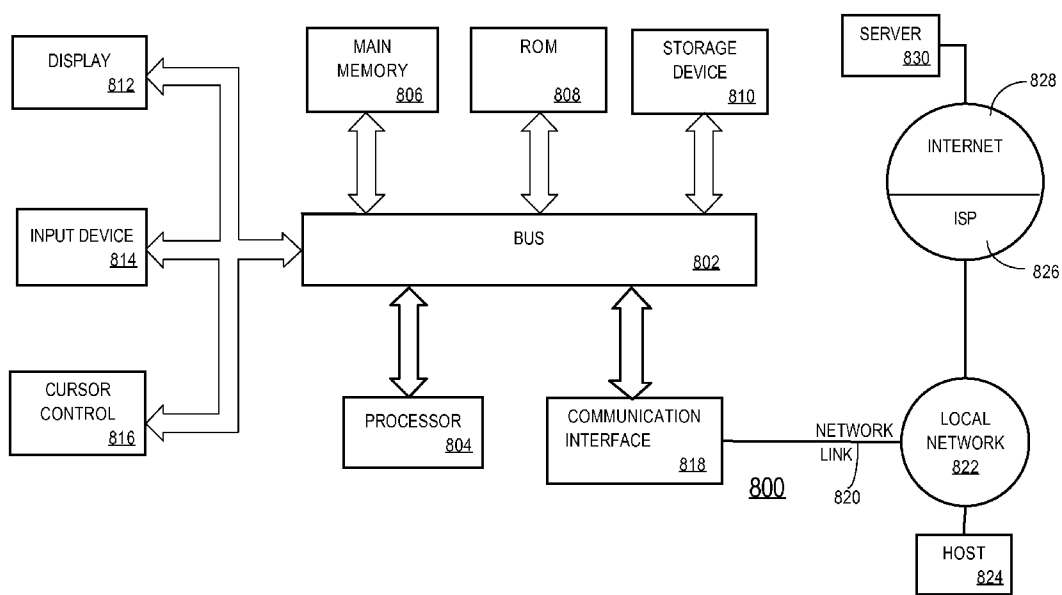 DISPLAY
812
MAIN
MEMORY
806
ROM
808
STORAGE
DEVICE
810
SERVER
830
828
INTERNET
ISP
826
INPUT DEVICE
814
BUS
802
CURSOR
CONTROL
816
PROCESSOR
804
COMMUNICATION
INTERFACE
818
NETWORK
LINK
820
800
LOCAL
NETWORK
822
HOST
824